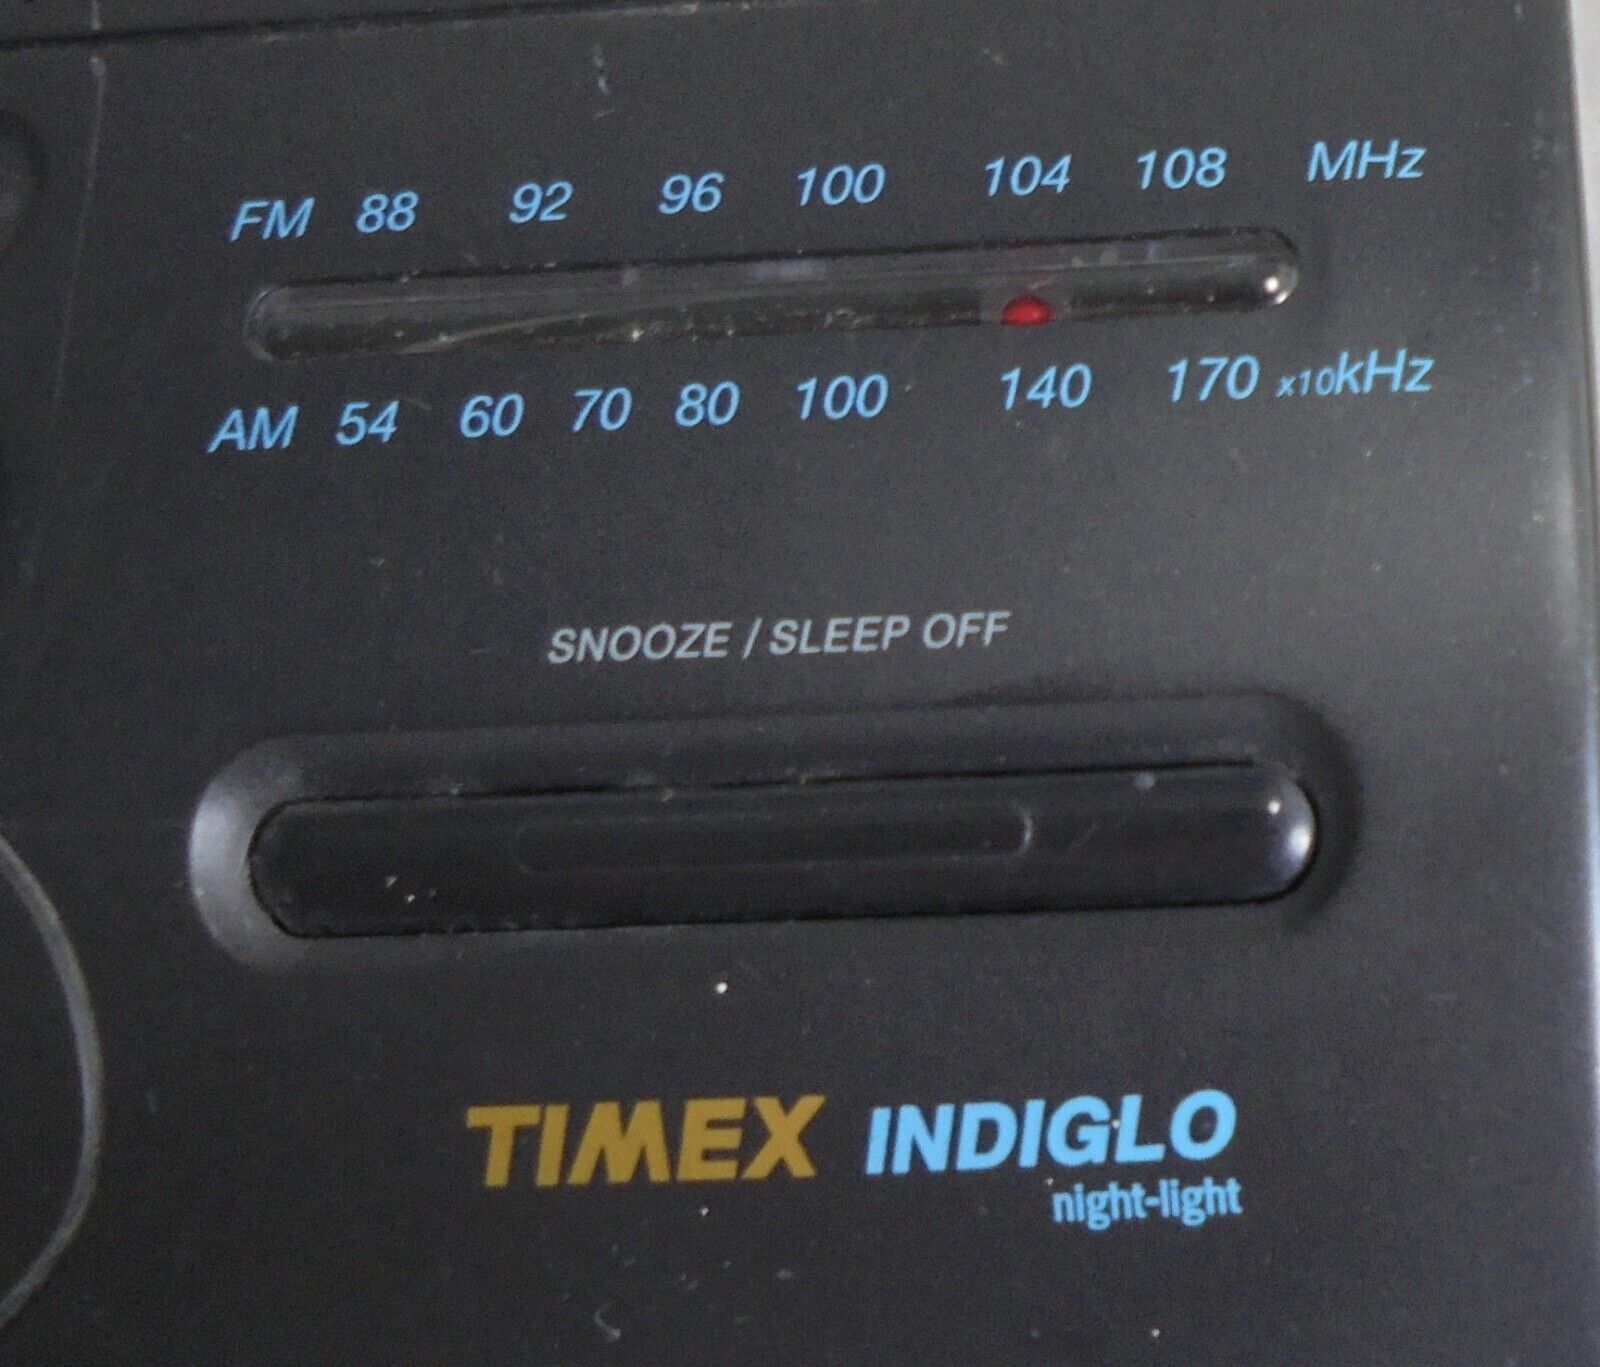 FM 88 92 96 100 104 108 MHz
AM 54 60 70 80 100 140 170 x10kHz
SNOOZE / SLEEP OFF
TIMEX INDIGLO
night-light